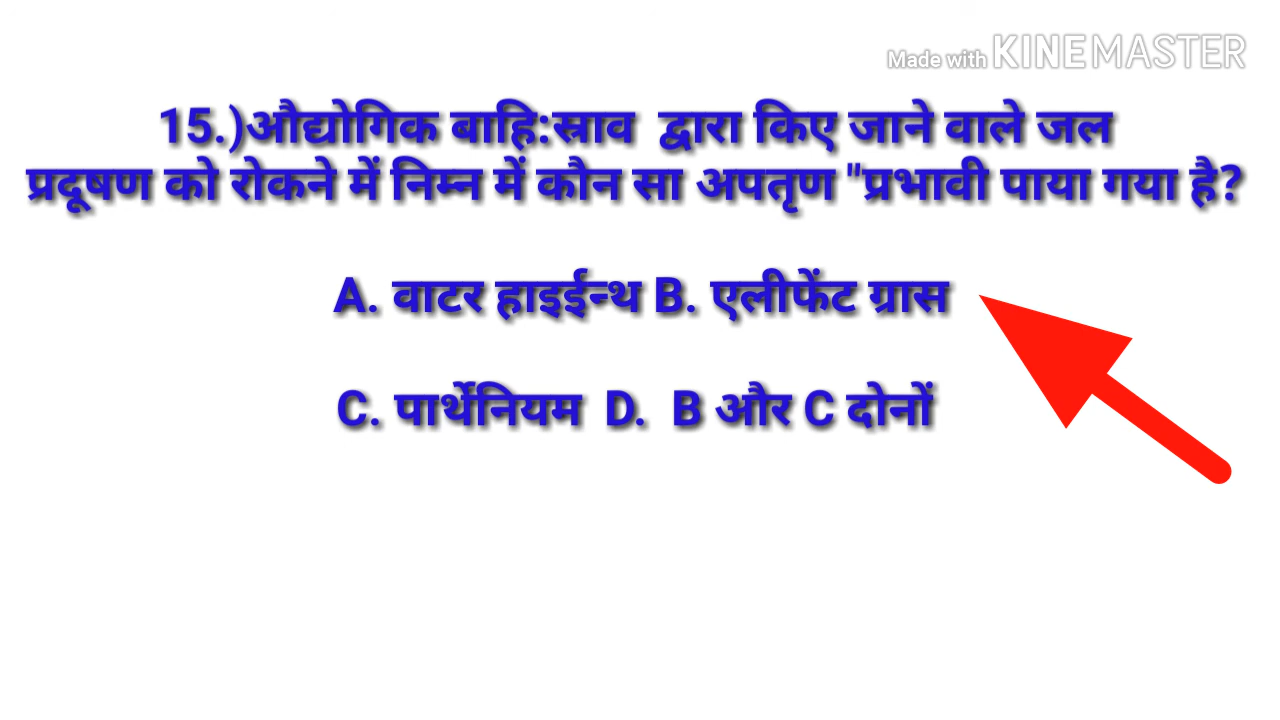 Made with KINEMASTER
15.)औद्योगिक बाहि:स्राव द्वारा किए जाने वाले जल
प्रदूषण को रोकने में निम्न में कौन सा अपतृण "प्रभावी पाया गया है?
A. वाटर हाइईन्थ B. एलीफेंट ग्रास
C. पार्थेनियम D. B और C दोनों